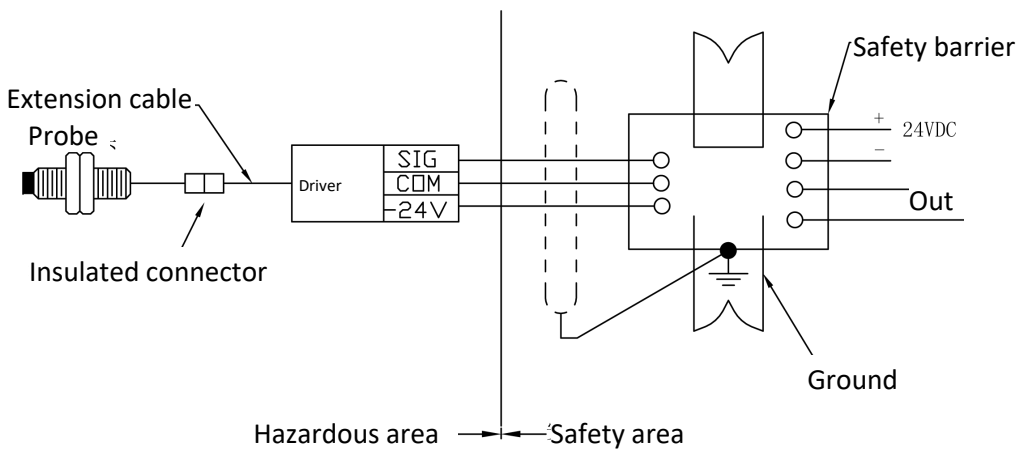 Safety barrier
Extension cable
Probe
+
24VDC
-
SIG
COM
-24V
Driver
Out
Insulated connector
Ground
Hazardous area
Safety area